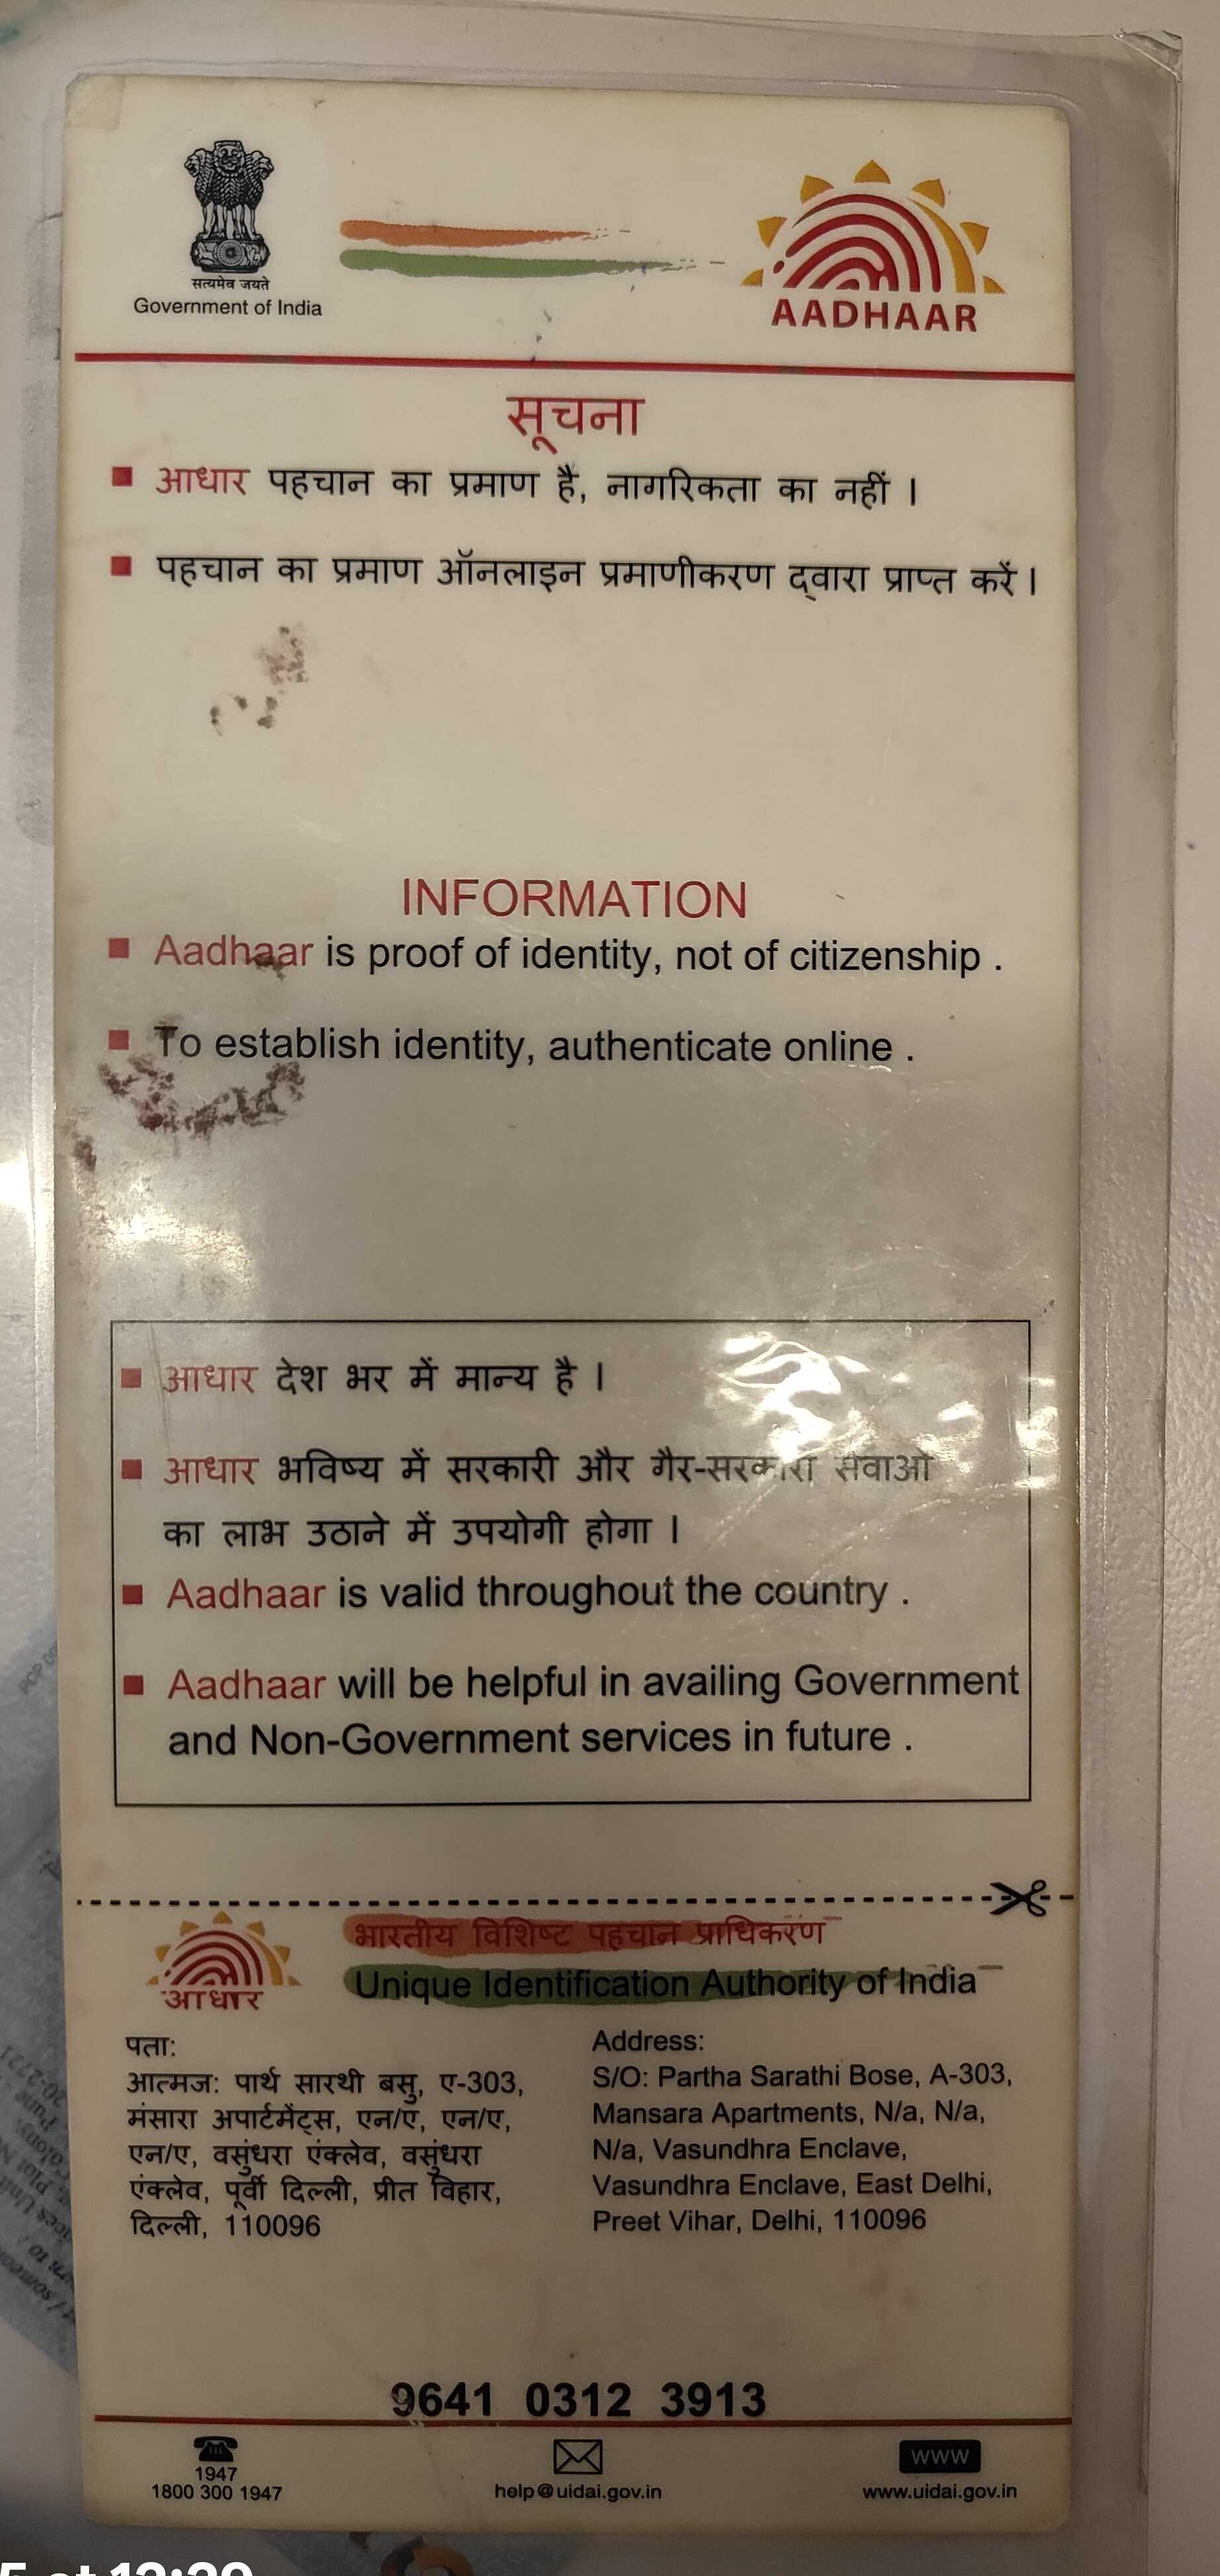 सत्यमेव जयते
Government of India
AADHAAR
सूचना
आधार पहचान का प्रमाण है, नागरिकता का नहीं ।
पहचान का प्रमाण ऑनलाइन प्रमाणीकरण द्वारा प्राप्त करें ।
INFORMATION
Aadhaar is proof of identity, not of citizenship .
To establish identity, authenticate online .
आधार देश भर में मान्य है ।
आधार भविष्य में सरकारी और गैर-सरकारी सेवाओं
का लाभ उठाने में उपयोगी होगा ।
Aadhaar is valid throughout the country .
Aadhaar will be helpful in availing Government
and Non-Government services in future .
भारतीय विशिष्ट पहचान प्राधिकरण
Unique Identification Authority of India
आधार
पता:
आत्मज: पार्थ सारथी बसु, ए-303,
मंसारा अपार्टमेंट्स, एन/ए, एन/ए,
एन/ए, वसुंधरा एंक्लेव, वसुंधरा
एंक्लेव, पूर्वी दिल्ली, प्रीत विहार,
दिल्ली, 110096
Address:
S/O: Partha Sarathi Bose, A-303,
Mansara Apartments, N/a, N/a,
N/a, Vasundhra Enclave,
Vasundhra Enclave, East Delhi,
Preet Vihar, Delhi, 110096
9641 0312 3913
1947
1800 300 1947
help@uidai.gov.in
www
www.uidai.gov.in